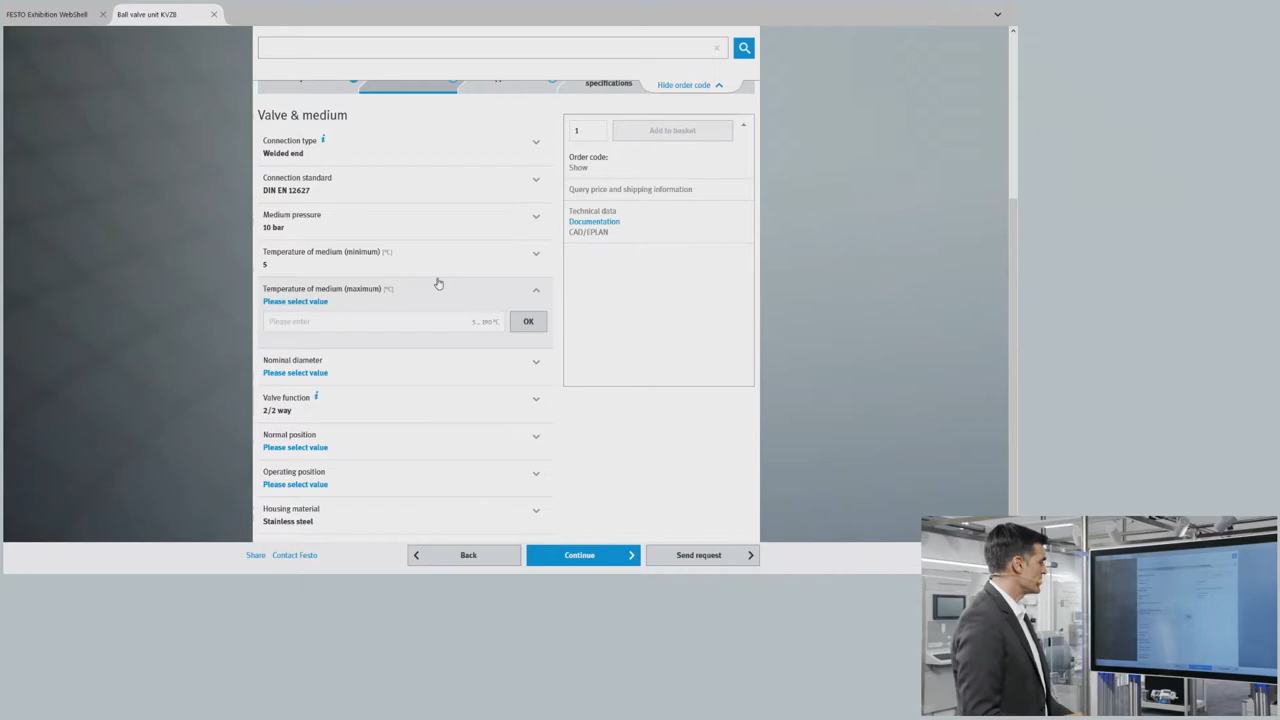 FESTO Exhibition WebShell
Ball valve unit KVZB
specifications
Hide order code
Valve & medium
Connection type
Welded end
Connection standard
DIN EN 12627
Medium pressure
10 bar
Temperature of medium (minimum) [°C]
5
Temperature of medium (maximum) [°C]
Please select value
Please enter
5 ... 190 °C
OK
Nominal diameter
Please select value
Valve function
2/2 way
Normal position
Please select value
Operating position
Please select value
Housing material
Stainless steel
1
Add to basket
Order code:
Show
Query price and shipping information
Technical data
Documentation
CAD/EPLAN
Share
Contact Festo
Back
Continue
Send request